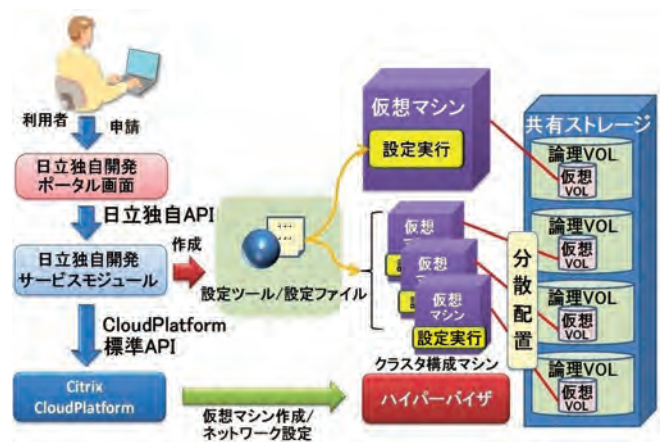 利用者
申請
日立独自開発
ポータル画面
日立独自API
日立独自開発
サービスモジュール
作成
設定ツール/設定ファイル
CloudPlatform
標準API
Citrix
CloudPlatform
仮想マシン作成/
ネットワーク設定
仮想マシン
設定実行
仮想
マシン
設
仮想
マシン
設
仮想
マシン
設定実行
クラスタ構成マシン
ハイパーバイザ
分散配置
共有ストレージ
論理VOL
仮想
VOL
論理VOL
仮想
VOL
論理VOL
仮想
VOL
論理VOL
仮想
VOL